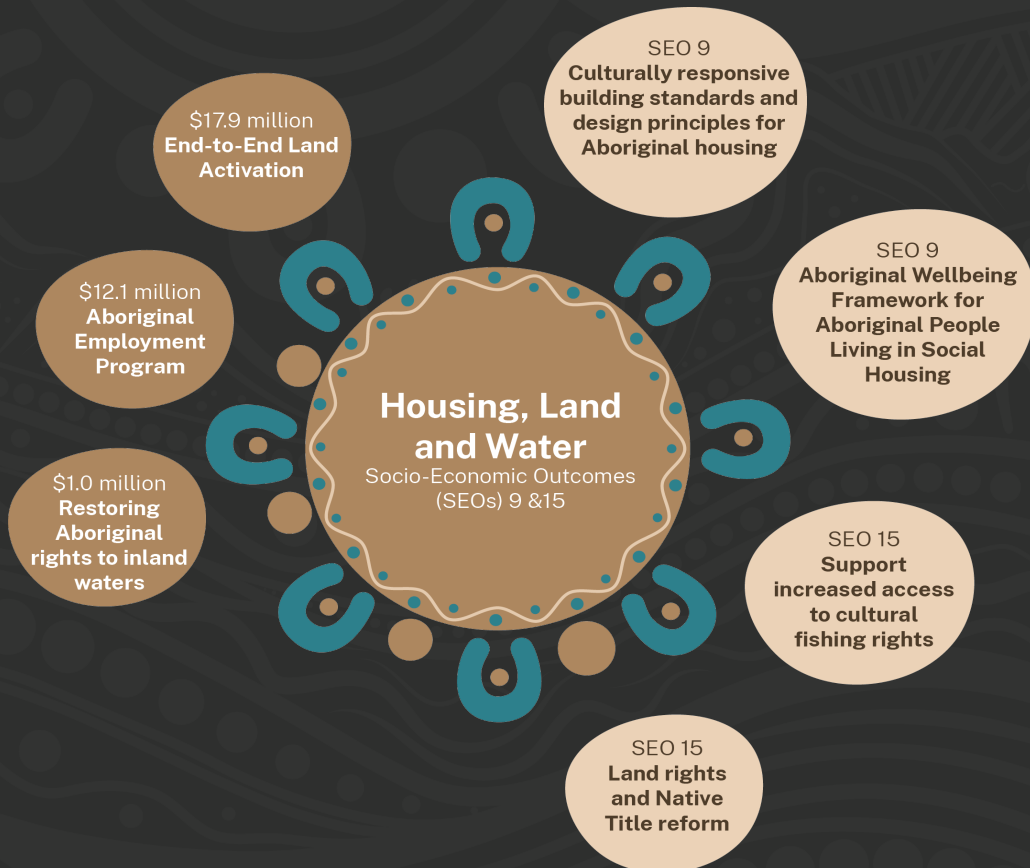 $17.9 million
End-to-End Land
Activation
$12.1 million
Aboriginal
Employment
Program
$1.0 million
Restoring
Aboriginal
rights to inland
waters
Housing, Land
and Water
Socio-Economic Outcomes
(SEOs) 9 &15
SEO 9
Culturally responsive
building standards and
design principles for
Aboriginal housing
SEO 9
Aboriginal Wellbeing
Framework for
Aboriginal People
Living in Social
Housing
SEO 15
Support
increased access
to cultural
fishing rights
SEO 15
Land rights
and Native
Title reform